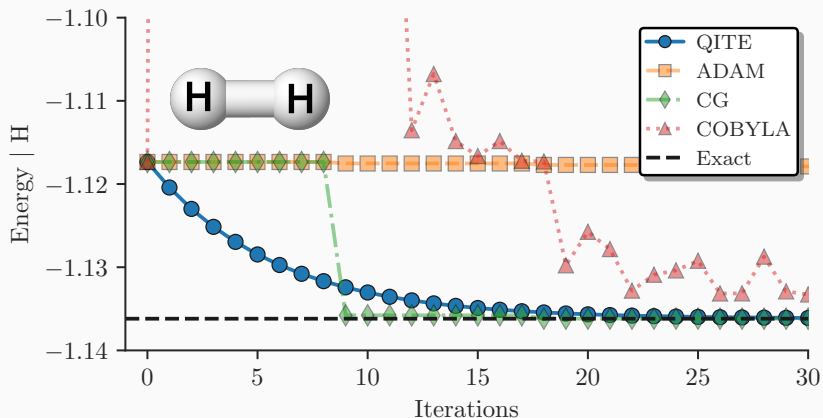 −1.10
−1.11
−1.12
−1.13
−1.14
Energy | H
H H
QITE
ADAM
CG
COBYLA
Exact
0 5 10 15 20 25 30
Iterations